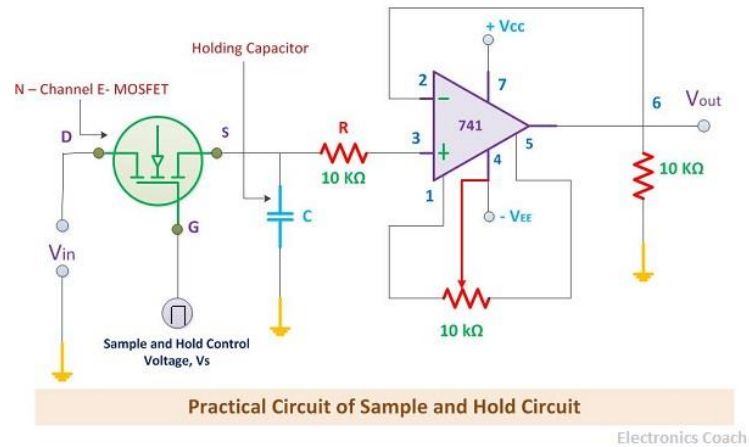 + Vcc
Holding Capacitor
N – Channel E- MOSFET
2
7
6
Vout
D
S
R
3
741
5
10 KΩ
4
10 KΩ
1
C
G
- VEE
Vin
10 kΩ
Sample and Hold Control
Voltage, Vs
Practical Circuit of Sample and Hold Circuit
Electronics Coach